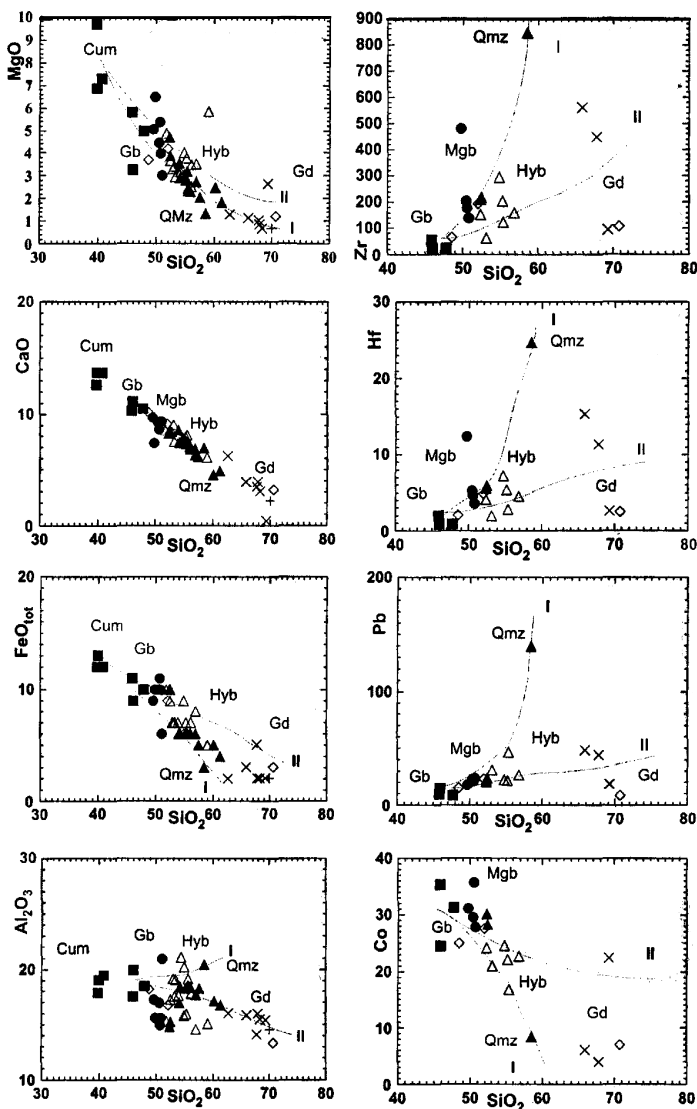 MgO
10
9
8
7
6
5
4
3
2
1
0
Cum
Gb
Hyb
Gd
QMz
II
I
30 40 50 60 70 80
SiO2
Zr
900
800
700
600
500
400
300
200
100
0
Qmz
I
II
Mgb
Hyb
Gb
Gd
40 50 60 70 80
SiO2
CaO
20
10
0
Cum
Gb
Mgb
Hyb
Gd
Qmz
30 40 50 60 70 80
SiO2
Hf
30
20
10
0
I
Qmz
Mgb
Hyb
II
Gb
Gd
40 50 60 70 80
SiO2
FeOtot
20
10
0
Cum
Gb
Hyb
Gd
II
Qmz
I
30 40 50 60 70 80
SiO2
Pb
200
100
0
I
Qmz
Mgb
Hyb
II
Gb
Gd
40 50 60 70 80
SiO2
Al2O3
30
20
10
Cum
Gb
Hyb
I
Qmz
Gd
II
30 40 50 60 70 80
SiO2
Co
40
30
20
10
0
Mgb
Gb
II
Hyb
Gd
Qmz
I
40 50 60 70 80
SiO2